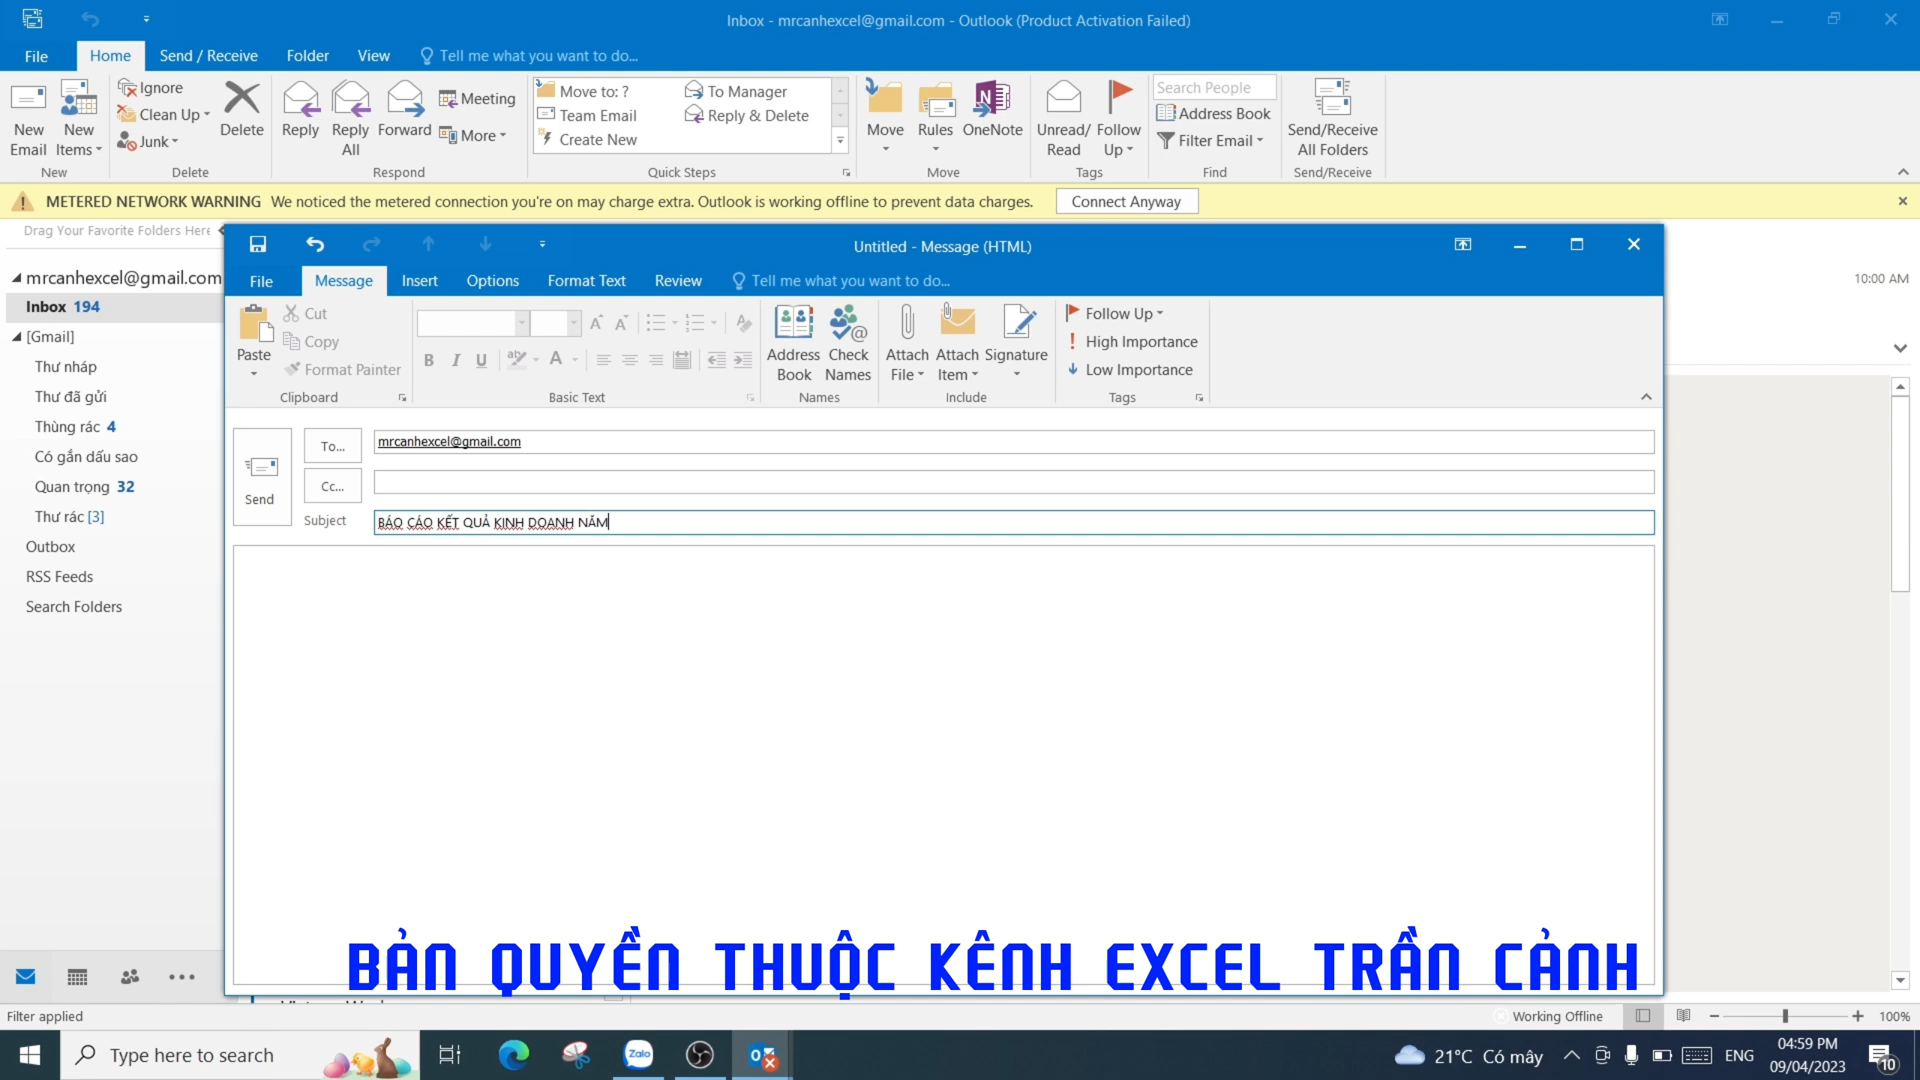 Inbox - mrcanhexcel@gmail.com - Outlook (Product Activation Failed)
File Home Send / Receive Folder View Tell me what you want to do...
New Email
New Items
Ignore
Clean Up
Junk
Delete
Reply
Reply All
Forward
Meeting
More
Move to: ?
Team Email
Create New
To Manager
Reply & Delete
Move
Rules
OneNote
Unread/ Read
Follow Up
Search People
Address Book
Filter Email
Send/Receive All Folders
New Delete Respond Quick Steps Move Tags Find Send/Receive
METERED NETWORK WARNING We noticed the metered connection you're on may charge extra. Outlook is working offline to prevent data charges. Connect Anyway
Drag Your Favorite Folders Here
mrcanhexcel@gmail.com
Inbox 194
[Gmail]
Thư nháp
Thư đã gửi
Thùng rác 4
Có gắn dấu sao
Quan trọng 32
Thư rác [3]
Outbox
RSS Feeds
Search Folders
10:00 AM
Untitled - Message (HTML)
File Message Insert Options Format Text Review Tell me what you want to do...
Paste
Cut
Copy
Format Painter
B I U
Address Book
Check Names
Attach File
Attach Item
Signature
Follow Up
High Importance
Low Importance
Clipboard Basic Text Names Include Tags
Send
To... mrcanhexcel@gmail.com
Cc...
Subject BÁO CÁO KẾT QUẢ KINH DOANH NĂM
BẢN QUYỀN THUỘC KÊNH EXCEL TRẦN CẢNH
Filter applied
Working Offline
100%
Type here to search
Zalo
21°C Có mây
ENG
04:59 PM
09/04/2023
10